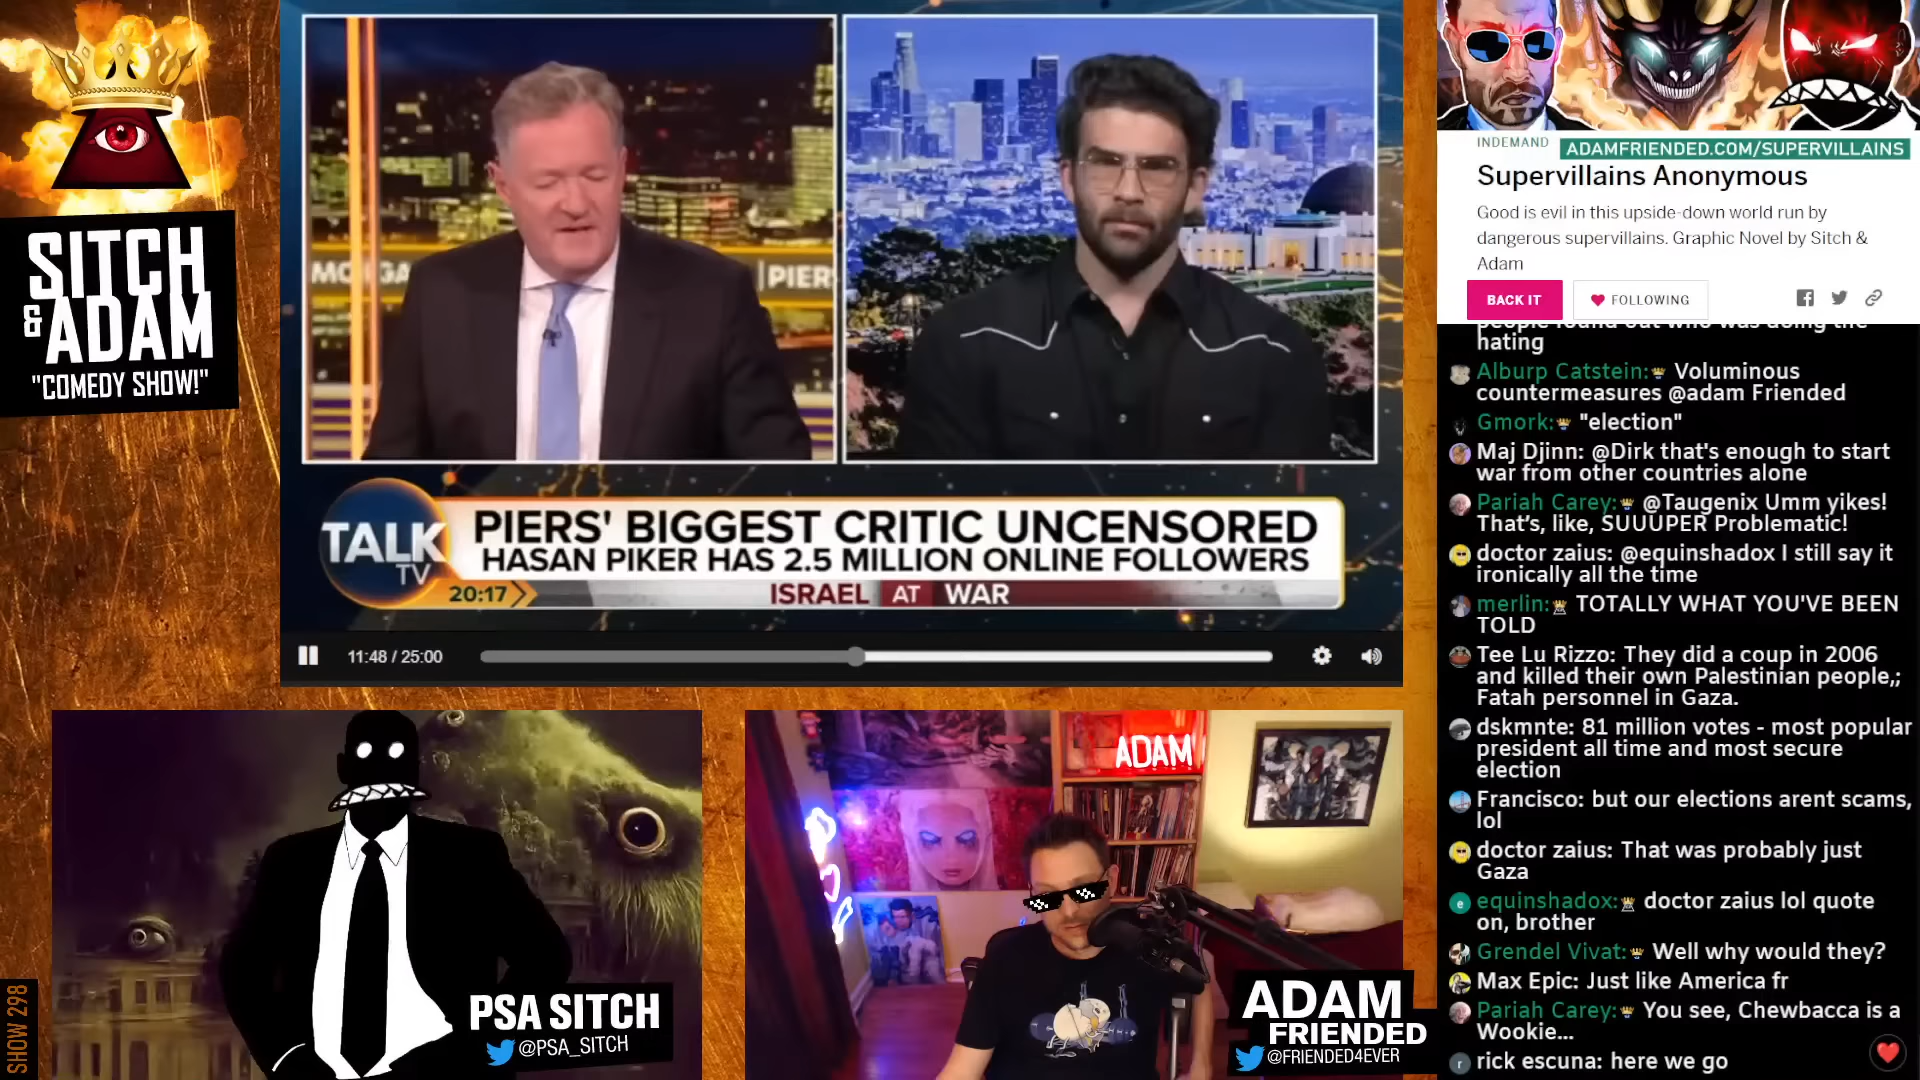 SITCH
& ADAM
"COMEDY SHOW!"
SHOW 298
MORGA
PIERS
TALK
TV
PIERS' BIGGEST CRITIC UNCENSORED
HASAN PIKER HAS 2.5 MILLION ONLINE FOLLOWERS
20:17
ISRAEL AT WAR
11:48 / 25:00
PSA SITCH
@PSA_SITCH
ADAM
ADAM
FRIENDED
@FRIENDED4EVER
INDEMAND
ADAMFRIENDED.COM/SUPERVILLAINS
Supervillains Anonymous
Good is evil in this upside-down world run by
dangerous supervillains. Graphic Novel by Sitch &
Adam
BACK IT
FOLLOWING
people found out who was doing the
hating
Alburp Catstein: Voluminous
countermeasures @adam Friended
Gmork: "election"
Maj Djinn: @Dirk that's enough to start
war from other countries alone
Pariah Carey: @Taugenix Umm yikes!
That's, like, SUUUPER Problematic!
doctor zaius: @equinshadox I still say it
ironically all the time
merlin: TOTALLY WHAT YOU'VE BEEN
TOLD
Tee Lu Rizzo: They did a coup in 2006
and killed their own Palestinian people,;
Fatah personnel in Gaza.
dskmnte: 81 million votes - most popular
president all time and most secure
election
Francisco: but our elections arent scams,
lol
doctor zaius: That was probably just
Gaza
e
equinshadox: doctor zaius lol quote
on, brother
Grendel Vivat: Well why would they?
Max Epic: Just like America fr
Pariah Carey: You see, Chewbacca is a
Wookie...
r
rick escuna: here we go